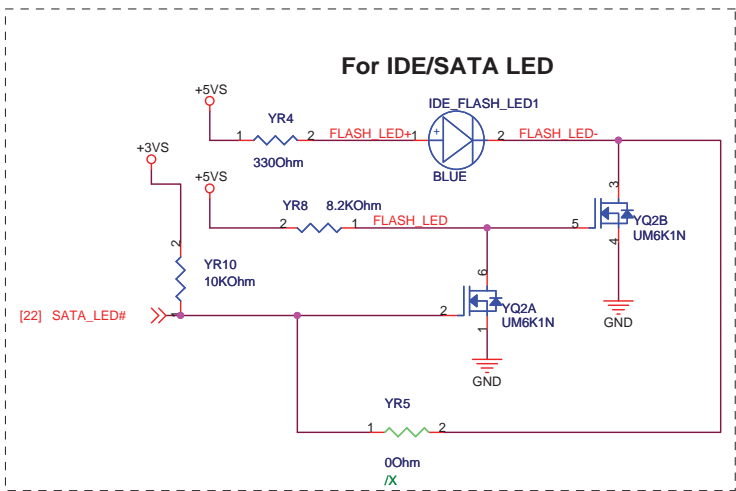 For IDE/SATA LED
+5VS
IDE_FLASH_LED1
YR4
1
2
FLASH_LED+
1
+
2
FLASH_LED-
330Ohm
BLUE
+3VS
+5VS
3
YR8
8.2KOhm
2
1
FLASH_LED
5
YQ2B
UM6K1N
4
2
YR10
10KOhm
6
1
[22] SATA_LED#
2
YQ2A
UM6K1N
1
GND
GND
YR5
1
2
0Ohm
/X